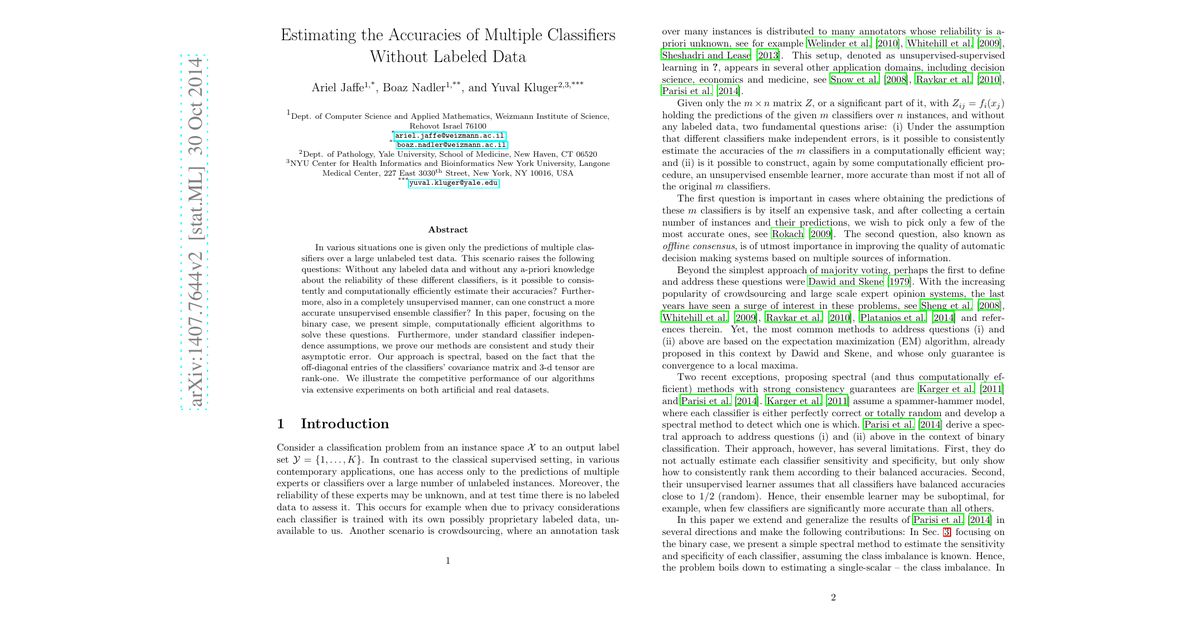 arXiv:1407.7644v2 [stat.ML] 30 Oct 2014
Estimating the Accuracies of Multiple Classifiers
Without Labeled Data
Ariel Jaffe1,*, Boaz Nadler1,**, and Yuval Kluger2,3,***
1Dept. of Computer Science and Applied Mathematics, Weizmann Institute of Science,
Rehovot Israel 76100
*ariel.jaffe@weizmann.ac.il
**boaz.nadler@weizmann.ac.il
2Dept. of Pathology, Yale University, School of Medicine, New Haven, CT 06520
3NYU Center for Health Informatics and Bioinformatics New York University, Langone
Medical Center, 227 East 3030th Street, New York, NY 10016, USA
***yuval.kluger@yale.edu
Abstract
In various situations one is given only the predictions of multiple clas-
sifiers over a large unlabeled test data. This scenario raises the following
questions: Without any labeled data and without any a-priori knowledge
about the reliability of these different classifiers, is it possible to consis-
tently and computationally efficiently estimate their accuracies? Further-
more, also in a completely unsupervised manner, can one construct a more
accurate unsupervised ensemble classifier? In this paper, focusing on the
binary case, we present simple, computationally efficient algorithms to
solve these questions. Furthermore, under standard classifier indepen-
dence assumptions, we prove our methods are consistent and study their
asymptotic error. Our approach is spectral, based on the fact that the
off-diagonal entries of the classifiers' covariance matrix and 3-d tensor are
rank-one. We illustrate the competitive performance of our algorithms
via extensive experiments on both artificial and real datasets.
1 Introduction
Consider a classification problem from an instance space X to an output label
set Y = {1, . . . , K}. In contrast to the classical supervised setting, in various
contemporary applications, one has access only to the predictions of multiple
experts or classifiers over a large number of unlabeled instances. Moreover, the
reliability of these experts may be unknown, and at test time there is no labeled
data to assess it. This occurs for example when due to privacy considerations
each classifier is trained with its own possibly proprietary labeled data, un-
available to us. Another scenario is crowdsourcing, where an annotation task
1
over many instances is distributed to many annotators whose reliability is a-
priori unknown, see for example Welinder et al. [2010], Whitehill et al. [2009],
Sheshadri and Lease [2013]. This setup, denoted as unsupervised-supervised
learning in ?, appears in several other application domains, including decision
science, economics and medicine, see Snow et al. [2008], Raykar et al. [2010],
Parisi et al. [2014].
Given only the m × n matrix Z, or a significant part of it, with Zij = fi(xj)
holding the predictions of the given m classifiers over n instances, and without
any labeled data, two fundamental questions arise: (i) Under the assumption
that different classifiers make independent errors, is it possible to consistently
estimate the accuracies of the m classifiers in a computationally efficient way;
and (ii) is it possible to construct, again by some computationally efficient pro-
cedure, an unsupervised ensemble learner, more accurate than most if not all of
the original m classifiers.
The first question is important in cases where obtaining the predictions of
these m classifiers is by itself an expensive task, and after collecting a certain
number of instances and their predictions, we wish to pick only a few of the
most accurate ones, see Rokach [2009]. The second question, also known as
offline consensus, is of utmost importance in improving the quality of automatic
decision making systems based on multiple sources of information.
Beyond the simplest approach of majority voting, perhaps the first to define
and address these questions were Dawid and Skene [1979]. With the increasing
popularity of crowdsourcing and large scale expert opinion systems, the last
years have seen a surge of interest in these problems, see Sheng et al. [2008],
Whitehill et al. [2009], Raykar et al. [2010], Platanios et al. [2014] and refer-
ences therein. Yet, the most common methods to address questions (i) and
(ii) above are based on the expectation maximization (EM) algorithm, already
proposed in this context by Dawid and Skene, and whose only guarantee is
convergence to a local maxima.
Two recent exceptions, proposing spectral (and thus computationally ef-
ficient) methods with strong consistency guarantees are Karger et al. [2011]
and Parisi et al. [2014]. Karger et al. [2011] assume a spammer-hammer model,
where each classifier is either perfectly correct or totally random and develop a
spectral method to detect which one is which. Parisi et al. [2014] derive a spec-
tral approach to address questions (i) and (ii) above in the context of binary
classification. Their approach, however, has several limitations. First, they do
not actually estimate each classifier sensitivity and specificity, but only show
how to consistently rank them according to their balanced accuracies. Second,
their unsupervised learner assumes that all classifiers have balanced accuracies
close to 1/2 (random). Hence, their ensemble learner may be suboptimal, for
example, when few classifiers are significantly more accurate than all others.
In this paper we extend and generalize the results of Parisi et al. [2014] in
several directions and make the following contributions: In Sec. 3, focusing on
the binary case, we present a simple spectral method to estimate the sensitivity
and specificity of each classifier, assuming the class imbalance is known. Hence,
the problem boils down to estimating a single-scalar – the class imbalance. In
2